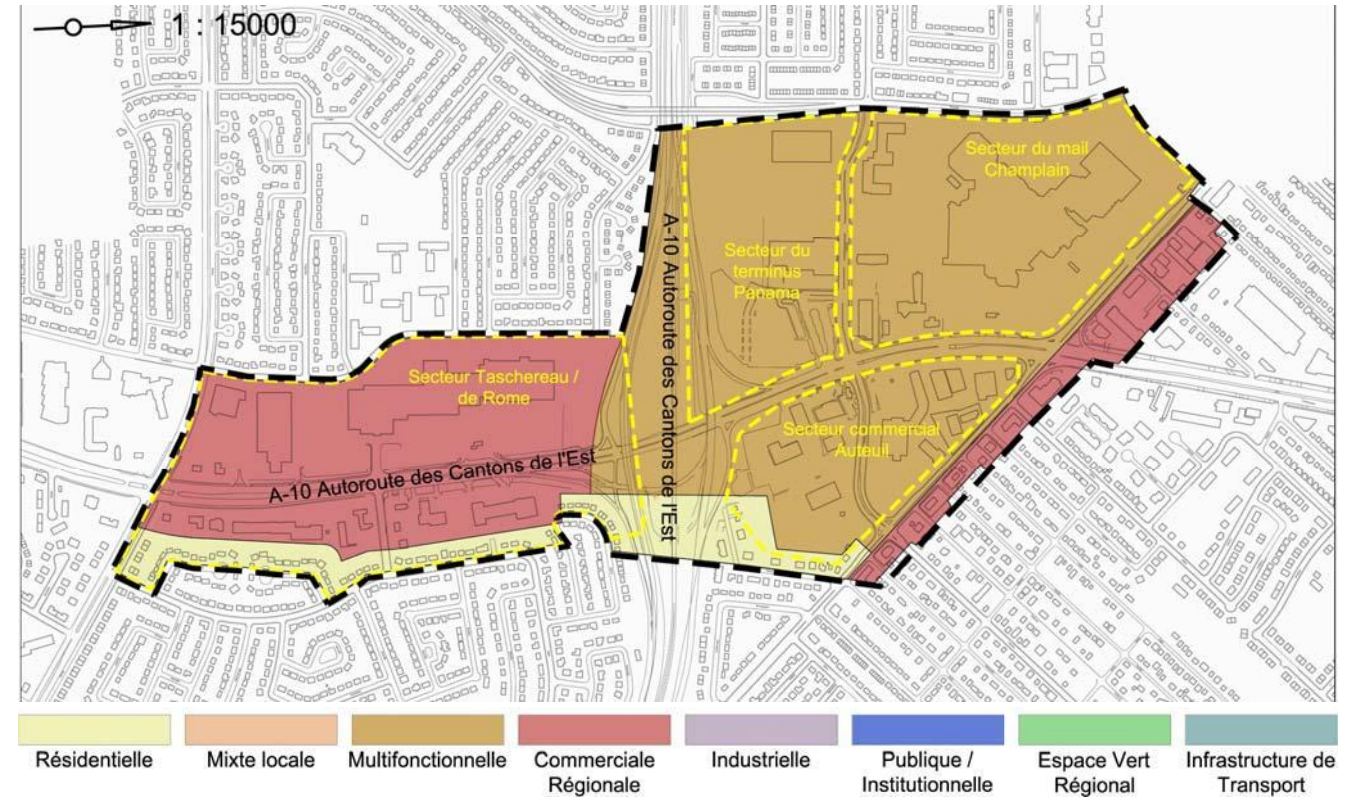 1 : 15000
Secteur du mail
Champlain
Secteur du
terminus
Panama
A-10 Autoroute des Cantons de l'Est
Secteur Taschereau /
de Rome
Secteur commercial
Auteuil
A-10 Autoroute des Cantons de l'Est
Résidentielle
Mixte locale
Multifonctionnelle
Commerciale
Régionale
Industrielle
Publique /
Institutionnelle
Espace Vert
Régional
Infrastructure de
Transport